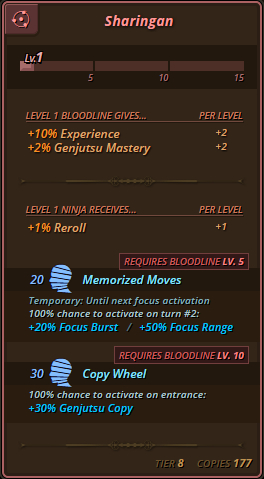 Sharingan
Lv.1
5 10 15
LEVEL 1 BLOODLINE GIVES... PER LEVEL
+10% Experience +2
+2% Genjutsu Mastery +2
LEVEL 1 NINJA RECEIVES... PER LEVEL
+1% Reroll +1
REQUIRES BLOODLINE LV. 5
20 Memorized Moves
Temporary: Until next focus activation
100% chance to activate on turn #2:
+20% Focus Burst / +50% Focus Range
REQUIRES BLOODLINE LV. 10
30 Copy Wheel
100% chance to activate on entrance:
+30% Genjutsu Copy
TIER 8 COPIES 177